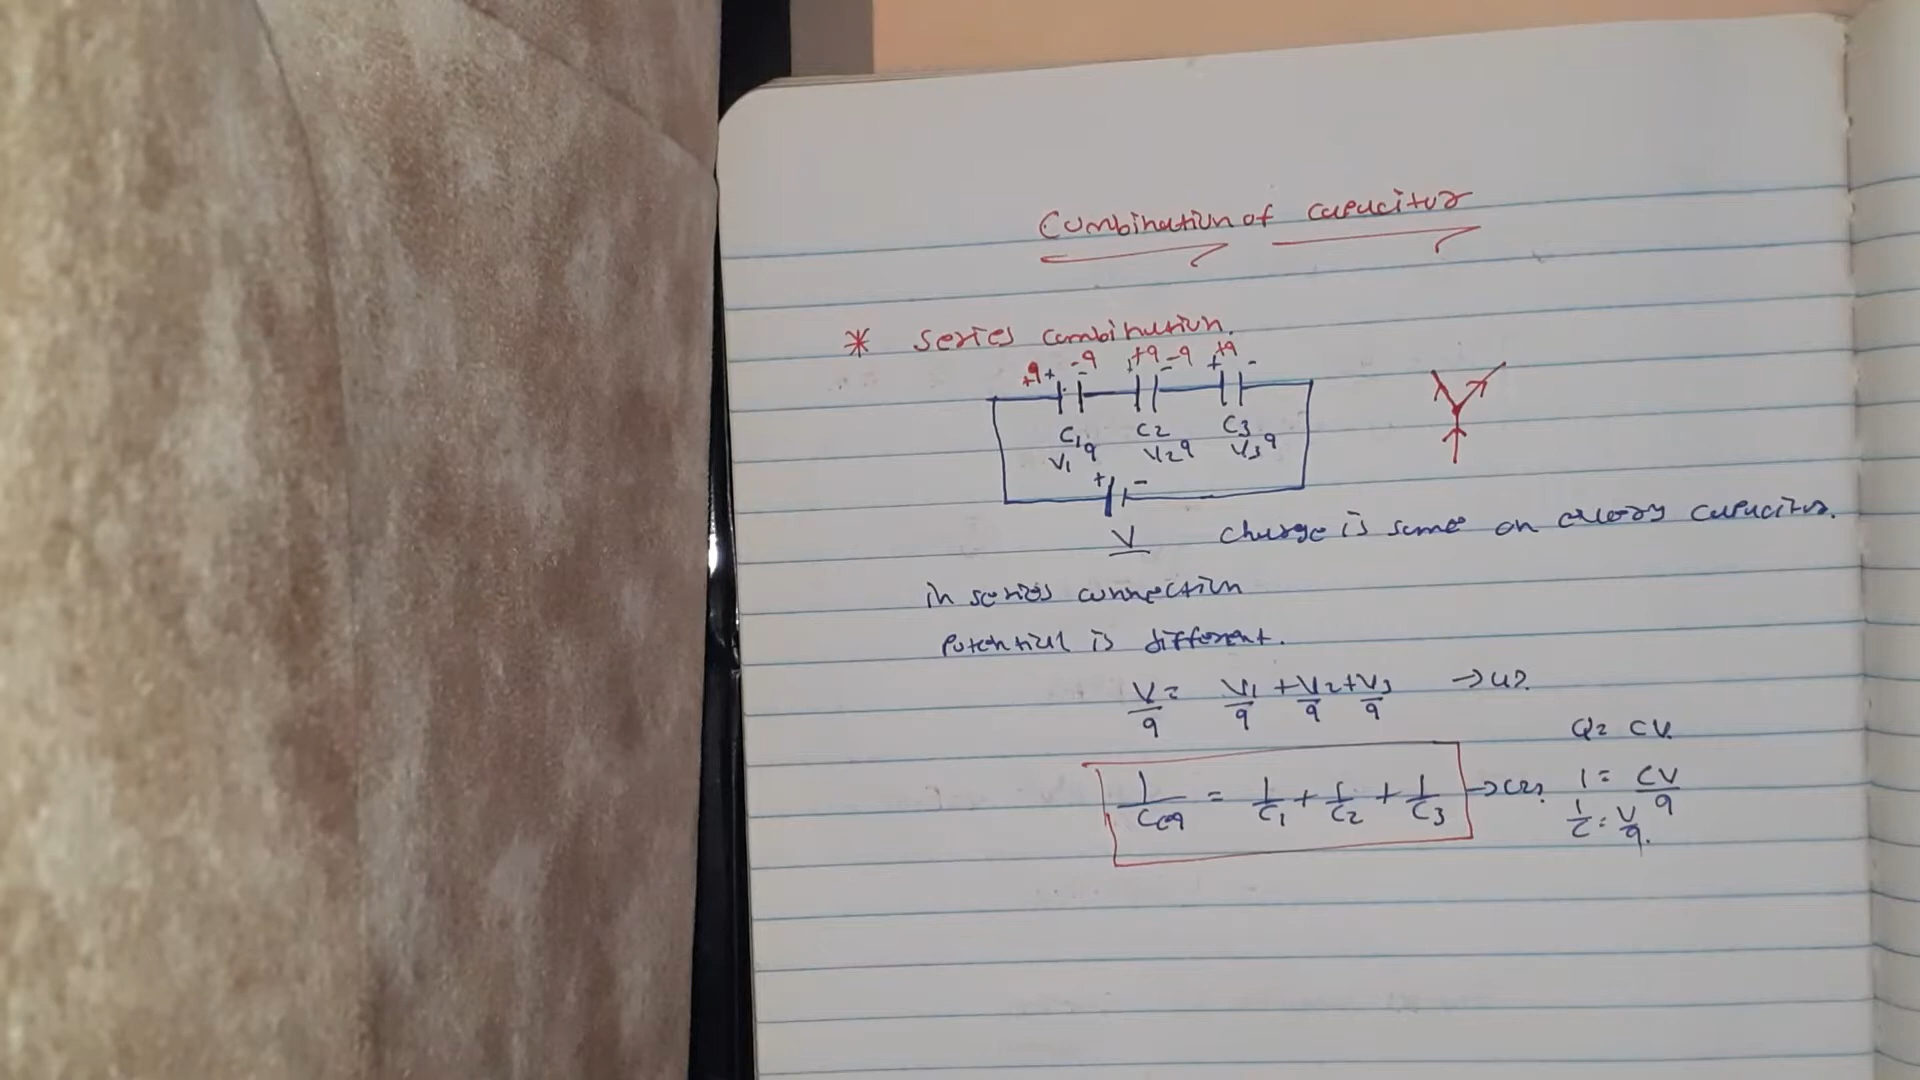 Combination of capacitor
* series combination.
+q + -q - +q -q + - +q + -
C1 C2 C3
V1 q V2 q V3 q
+ -
V charge is same on every capacitor.
in series connection
potential is different.
V/q = V1/q + V2/q + V3/q → (1).
Q = CV.
1/Ceq = 1/C1 + 1/C2 + 1/C3 → (2). 1 = CV/q
1/C = V/q.